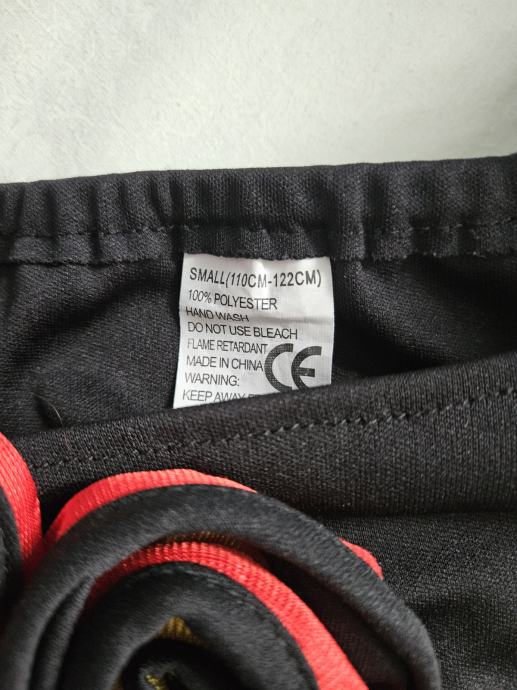 SMALL(110CM-122CM)
100% POLYESTER
HAND WASH
DO NOT USE BLEACH
FLAME RETARDANT
MADE IN CHINA
CE
WARNING:
KEEP AWAY